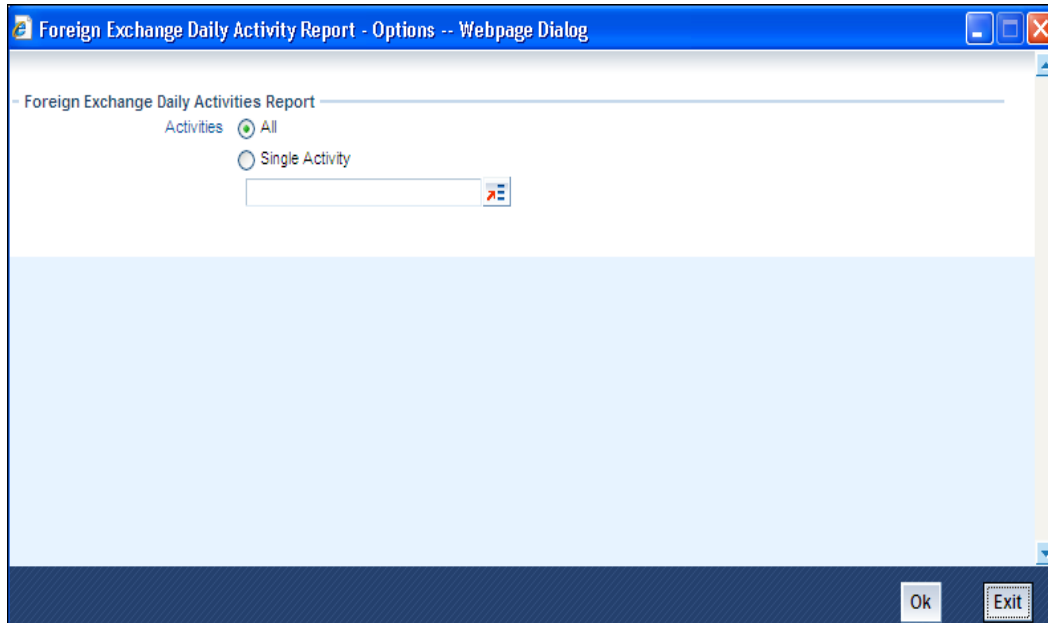 Foreign Exchange Daily Activity Report - Options -- Webpage Dialog
Foreign Exchange Daily Activities Report
Activities All
Single Activity
Ok Exit